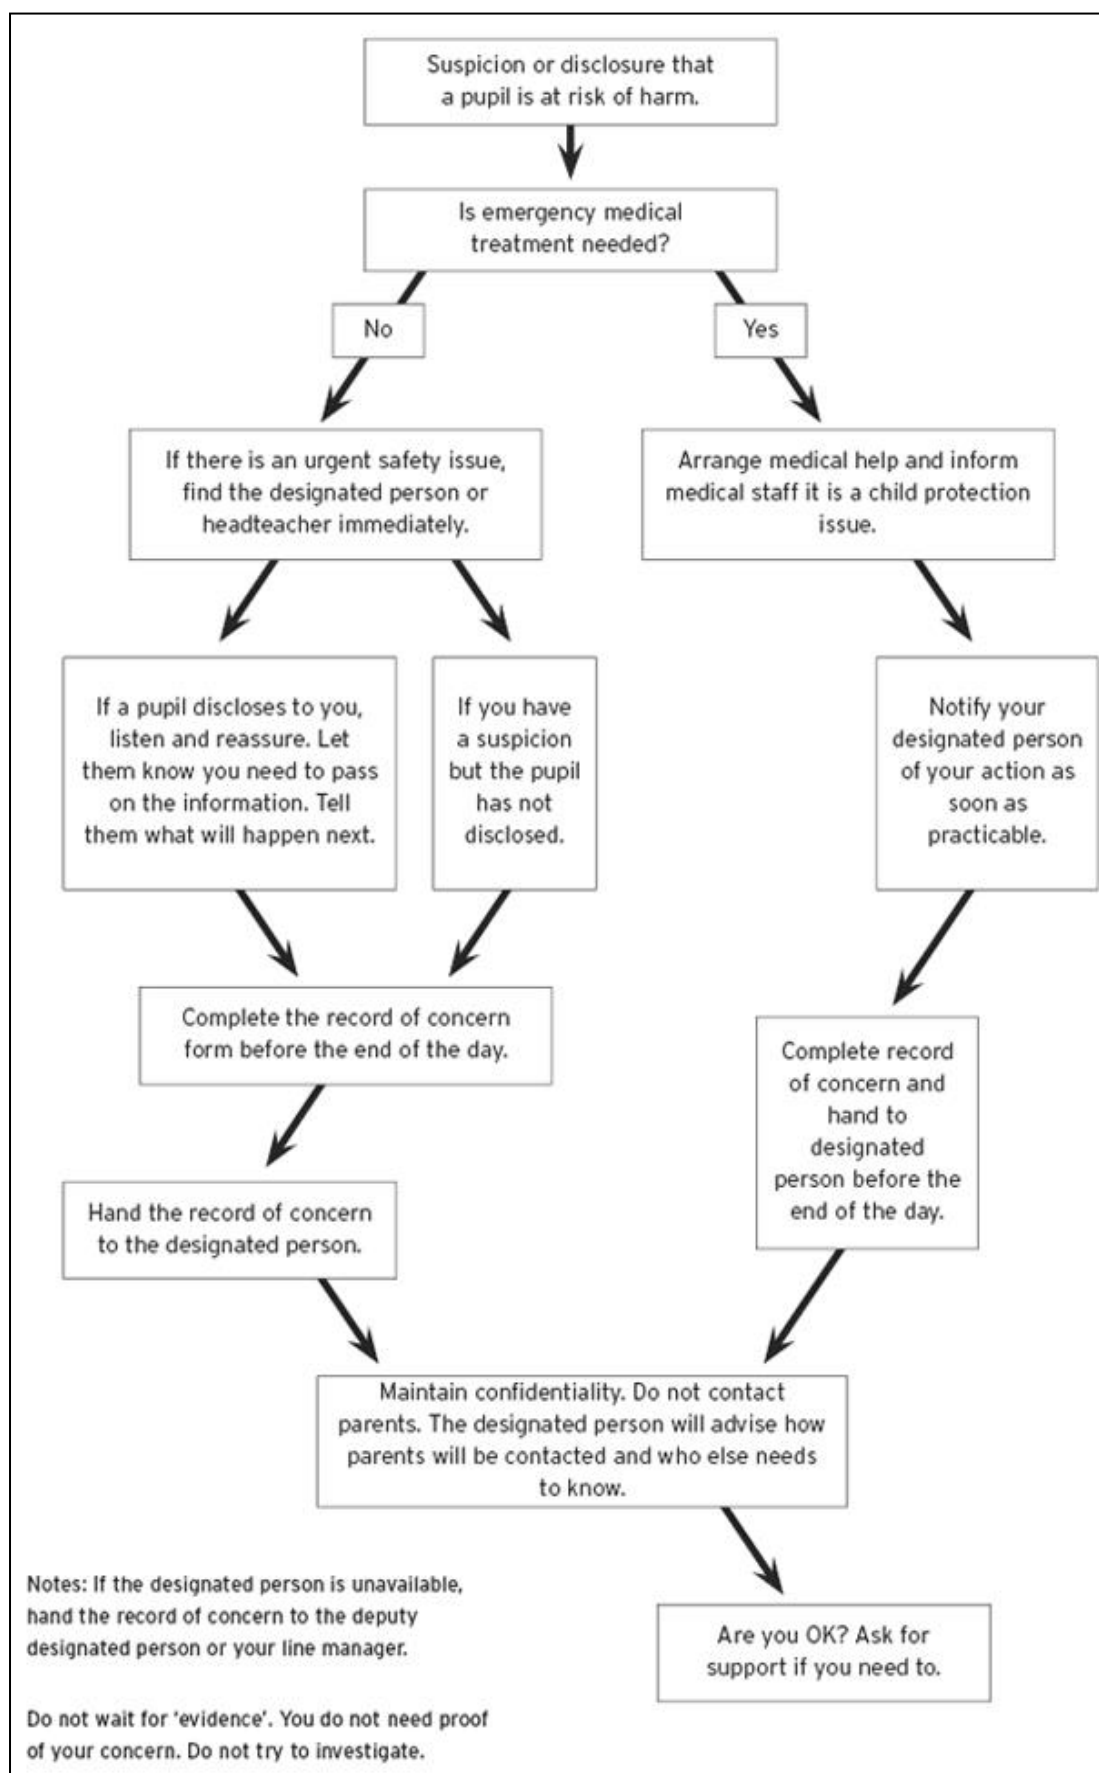 Suspicion or disclosure that
a pupil is at risk of harm.
Is emergency medical
treatment needed?
No
Yes
If there is an urgent safety issue,
find the designated person or
headteacher immediately.
Arrange medical help and inform
medical staff it is a child protection
issue.
If a pupil discloses to you,
listen and reassure. Let
them know you need to pass
on the information. Tell
them what will happen next.
If you have
a suspicion
but the pupil
has not
disclosed.
Notify your
designated person
of your action as
soon as
practicable.
Complete the record of concern
form before the end of the day.
Complete record
of concern and
hand to
designated
person before the
end of the day.
Hand the record of concern
to the designated person.
Maintain confidentiality. Do not contact
parents. The designated person will advise how
parents will be contacted and who else needs
to know.
Notes: If the designated person is unavailable,
hand the record of concern to the deputy
designated person or your line manager.
Do not wait for ‘evidence’. You do not need proof
of your concern. Do not try to investigate.
Are you OK? Ask for
support if you need to.